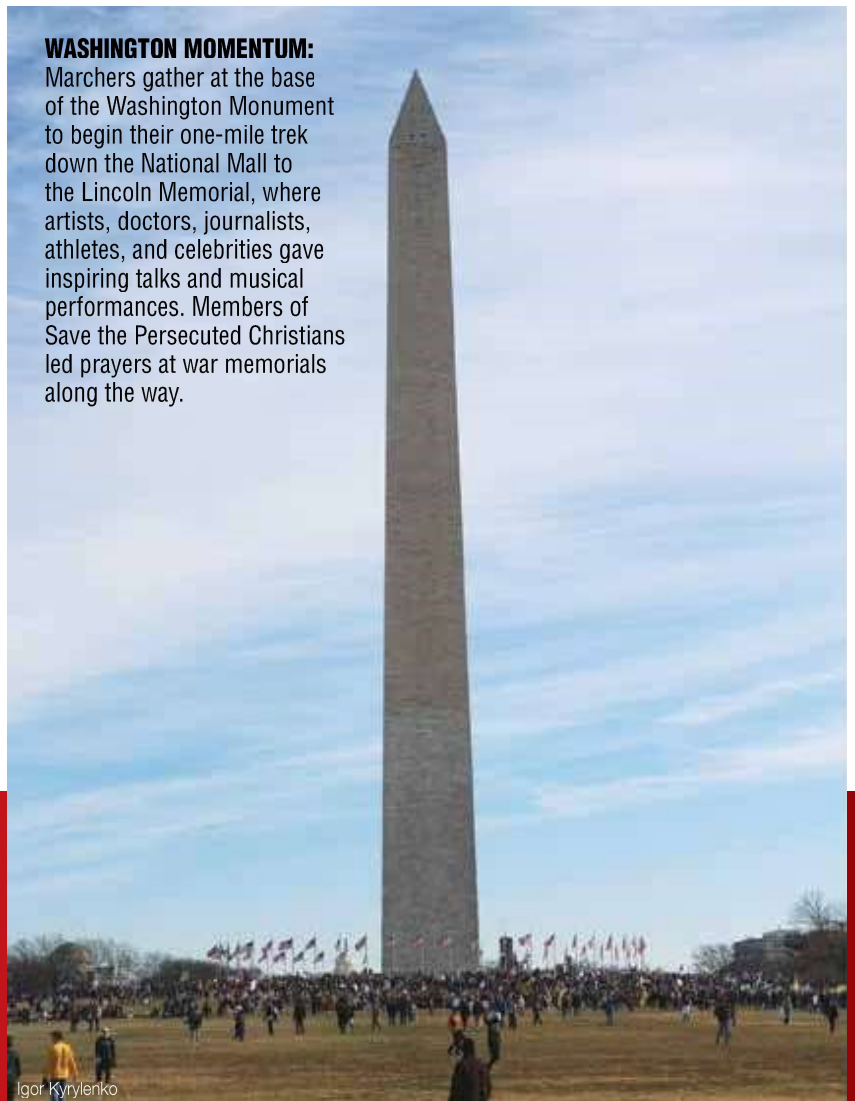 WASHINGTON MOMENTUM:
Marchers gather at the base
of the Washington Monument
to begin their one-mile trek
down the National Mall to
the Lincoln Memorial, where
artists, doctors, journalists,
athletes, and celebrities gave
inspiring talks and musical
performances. Members of
Save the Persecuted Christians
led prayers at war memorials
along the way.
Igor Kyrylenko